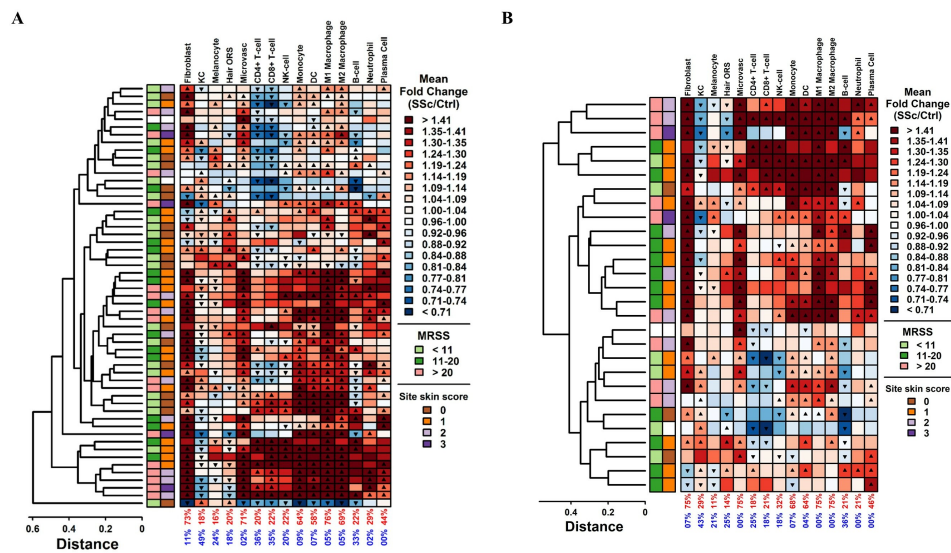 A
Fibroblast
KC
Melanocyte
Hair ORS
Microvasc
CD4+ T-cell
CD8+ T-cell
NK-cell
Monocyte
DC
M1 Macrophage
M2 Macrophage
B-cell
Neutrophil
Plasma Cell
Mean
Fold Change
(SSc/Ctrl)
> 1.41
1.35-1.41
1.30-1.35
1.24-1.30
1.19-1.24
1.14-1.19
1.09-1.14
1.04-1.09
1.00-1.04
0.96-1.00
0.92-0.96
0.88-0.92
0.84-0.88
0.81-0.84
0.77-0.81
0.74-0.77
0.71-0.74
< 0.71
MRSS
< 11
11-20
> 20
Site skin score
0
1
2
3
73% 18% 16% 20% 71% 20% 22% 22% 64% 58% 76% 69% 22% 29% 44%
11% 49% 24% 18% 02% 36% 35% 20% 09% 07% 05% 05% 33% 02% 00%
0.6 0.4 0.2 0
Distance
B
Fibroblast
KC
Melanocyte
Hair ORS
Microvasc
CD4+ T-cell
CD8+ T-cell
NK-cell
Monocyte
DC
M1 Macrophage
M2 Macrophage
B-cell
Neutrophil
Plasma Cell
Mean
Fold Change
(SSc/Ctrl)
> 1.41
1.35-1.41
1.30-1.35
1.24-1.30
1.19-1.24
1.14-1.19
1.09-1.14
1.04-1.09
1.00-1.04
0.96-1.00
0.92-0.96
0.88-0.92
0.84-0.88
0.81-0.84
0.77-0.81
0.74-0.77
0.71-0.74
< 0.71
MRSS
< 11
11-20
> 20
Site skin score
0
1
2
3
75% 29% 11% 14% 75% 25% 21% 32% 68% 64% 75% 75% 21% 21% 46%
07% 43% 21% 25% 00% 18% 18% 18% 07% 04% 00% 00% 36% 00% 00%
0.6 0.4 0.2 0
Distance